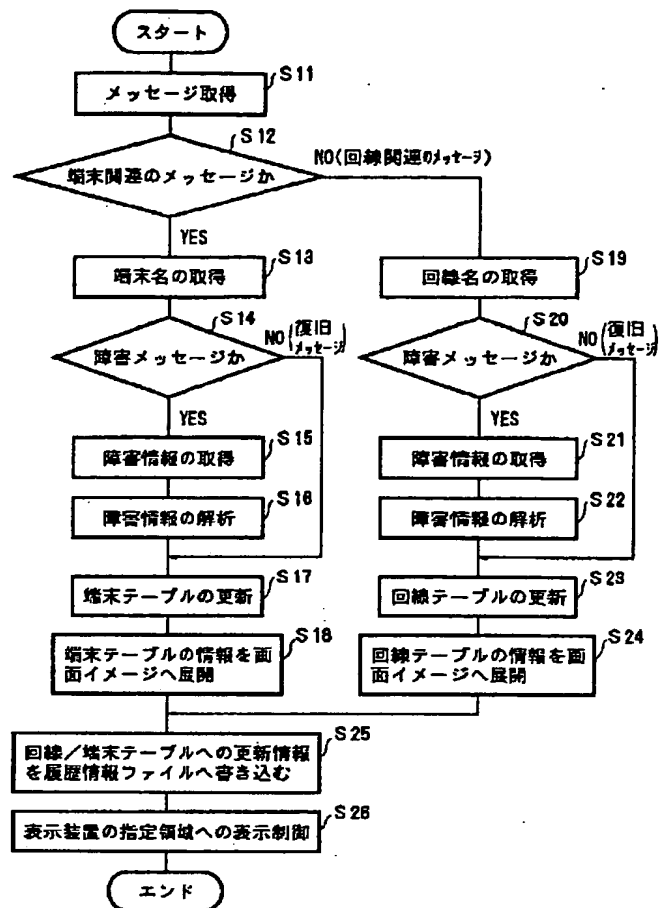 スタート
S11
メッセージ取得
S12
端末関連のメッセージか
NO(回線関連のメッセージ)
YES
S13
端末名の取得
S14
障害メッセージか
NO(復旧メッセージ)
YES
S15
障害情報の取得
S16
障害情報の解析
S17
端末テーブルの更新
S18
端末テーブルの情報を画
面イメージへ展開
S19
回線名の取得
S20
障害メッセージか
NO(復旧メッセージ)
YES
S21
障害情報の取得
S22
障害情報の解析
S23
回線テーブルの更新
S24
回線テーブルの情報を画
面イメージへ展開
S25
回線/端末テーブルへの更新情報
を履歴情報ファイルへ書き込む
S26
表示装置の指定領域への表示制御
エンド